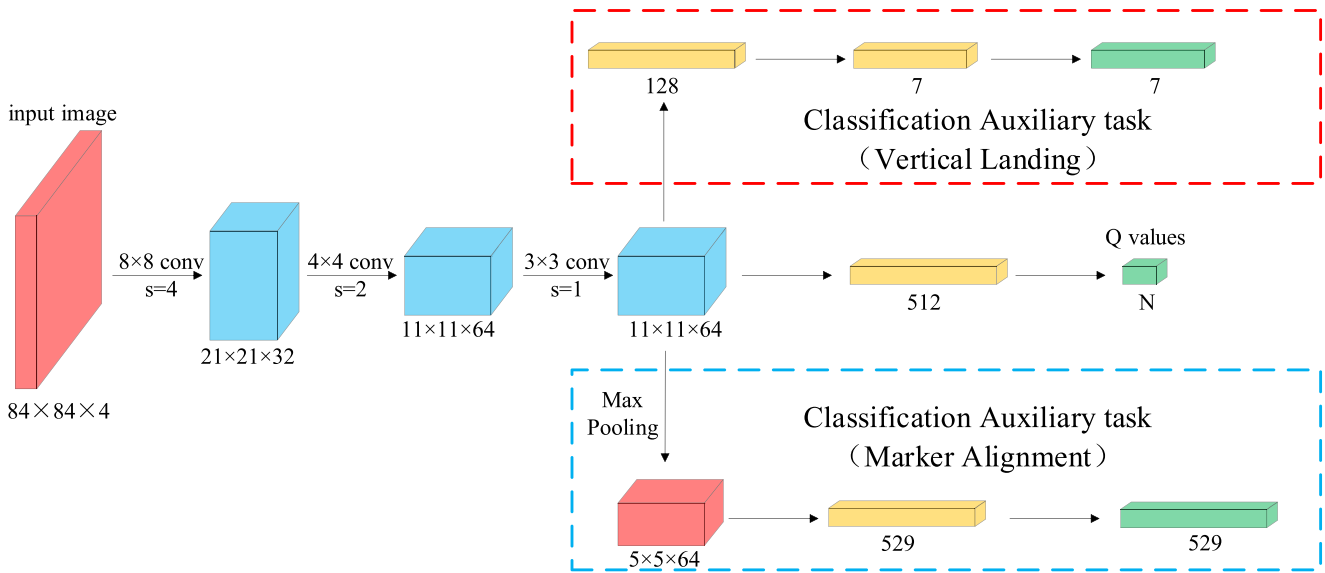 128
7
7
Classification Auxiliary task
（Vertical Landing）
input image
8×8 conv
s=4
4×4 conv
s=2
3×3 conv
s=1
Q values
84×84×4
21×21×32
11×11×64
11×11×64
512
N
Max
Pooling
Classification Auxiliary task
（Marker Alignment）
5×5×64
529
529